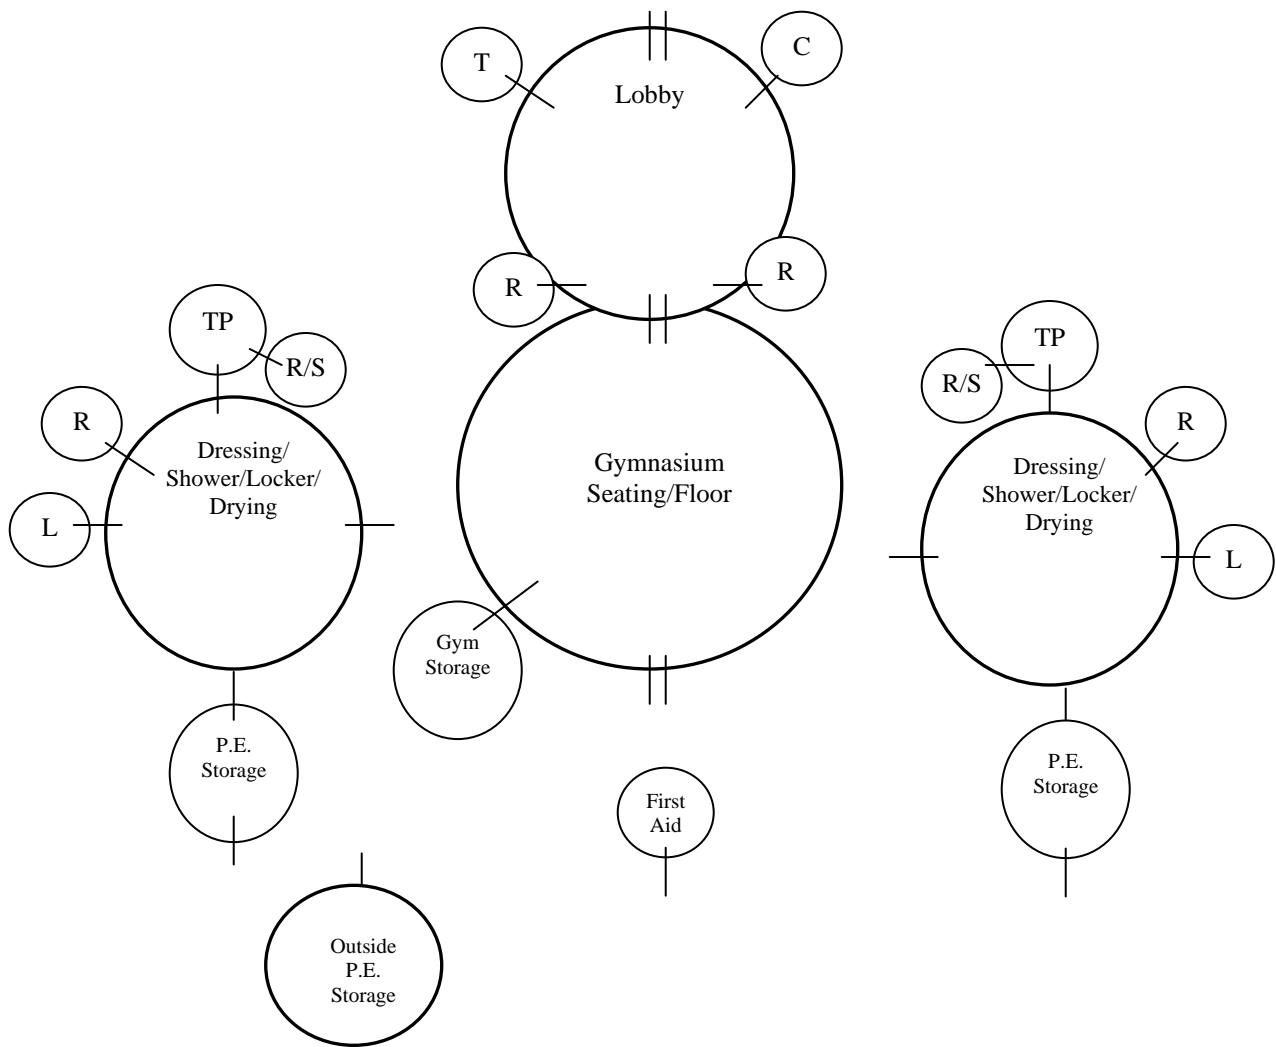 T
C
Lobby
R
R
TP
R/S
R
Dressing/
Shower/Locker/
Drying
L
Gymnasium
Seating/Floor
TP
R/S
R
Dressing/
Shower/Locker/
Drying
L
Gym
Storage
P.E.
Storage
First
Aid
P.E.
Storage
Outside
P.E.
Storage